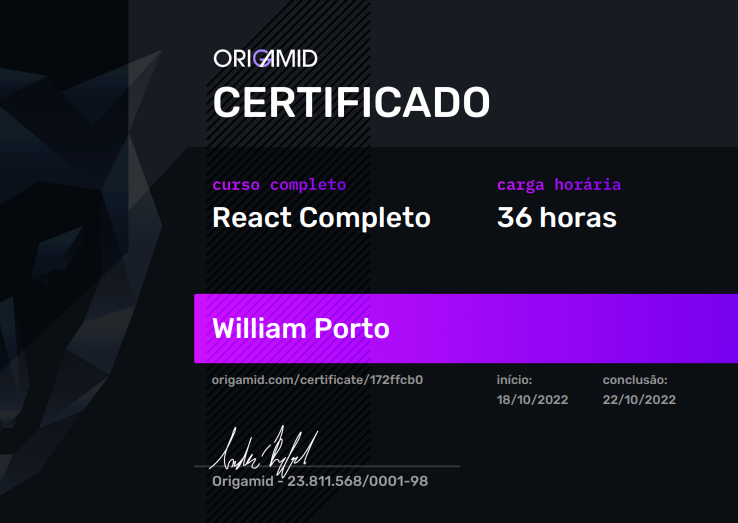 ORIGAMID
CERTIFICADO
curso completo
carga horária
React Completo
36 horas
William Porto
origamid.com/certificate/172ffcb0
início:
conclusão:
18/10/2022
22/10/2022
Origamid - 23.811.568/0001-98